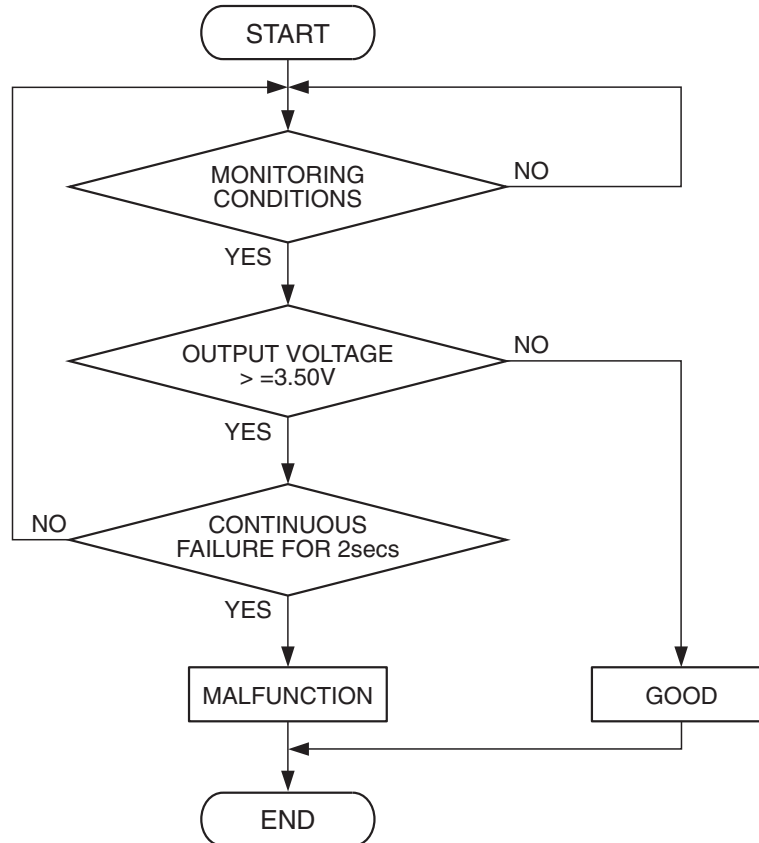 START
MONITORING
CONDITIONS
NO
YES
OUTPUT VOLTAGE
> =3.50V
NO
YES
CONTINUOUS
FAILURE FOR 2secs
NO
YES
MALFUNCTION
GOOD
END